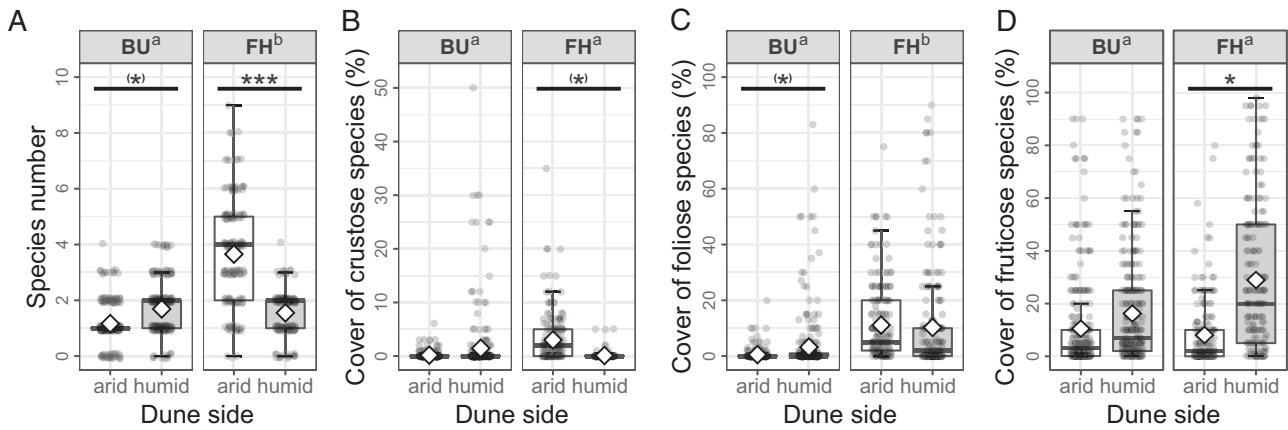 A
BUᵃ FHᵇ
(*) ***
Species number
10
8
6
4
2
0
arid humid arid humid
Dune side
B
BUᵃ FHᵃ
(*)
Cover of crustose species (%)
50
40
30
20
10
0
arid humid arid humid
Dune side
C
BUᵃ FHᵇ
(*)
Cover of foliose species (%)
100
80
60
40
20
0
arid humid arid humid
Dune side
D
BUᵃ FHᵃ
*
Cover of fruticose species (%)
100
80
60
40
20
0
arid humid arid humid
Dune side